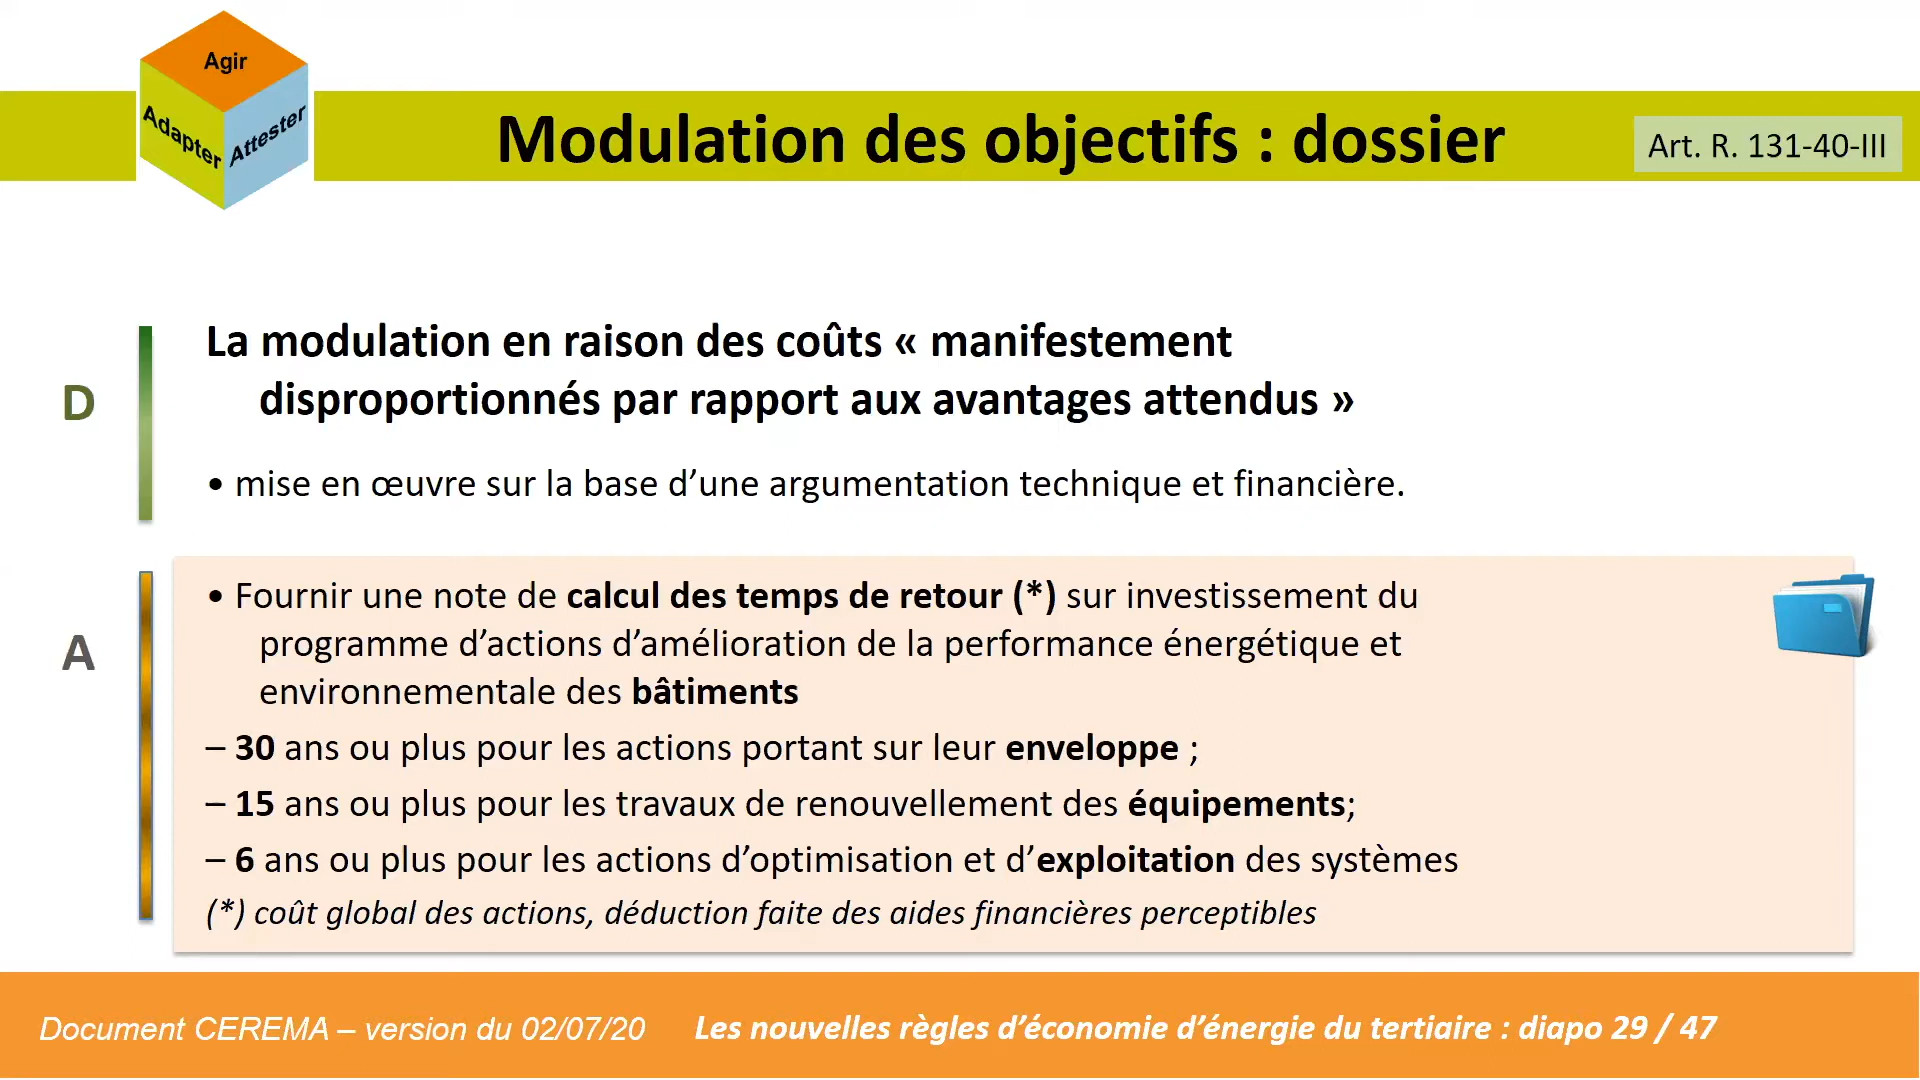 Agir
Adapter
Attester
Modulation des objectifs : dossier
Art. R. 131-40-III
D
La modulation en raison des coûts « manifestement
disproportionnés par rapport aux avantages attendus »
• mise en œuvre sur la base d’une argumentation technique et financière.
A
• Fournir une note de calcul des temps de retour (*) sur investissement du
programme d’actions d’amélioration de la performance énergétique et
environnementale des bâtiments
– 30 ans ou plus pour les actions portant sur leur enveloppe ;
– 15 ans ou plus pour les travaux de renouvellement des équipements;
– 6 ans ou plus pour les actions d’optimisation et d’exploitation des systèmes
(*) coût global des actions, déduction faite des aides financières perceptibles
Document CEREMA – version du 02/07/20
Les nouvelles règles d’économie d’énergie du tertiaire : diapo 29 / 47